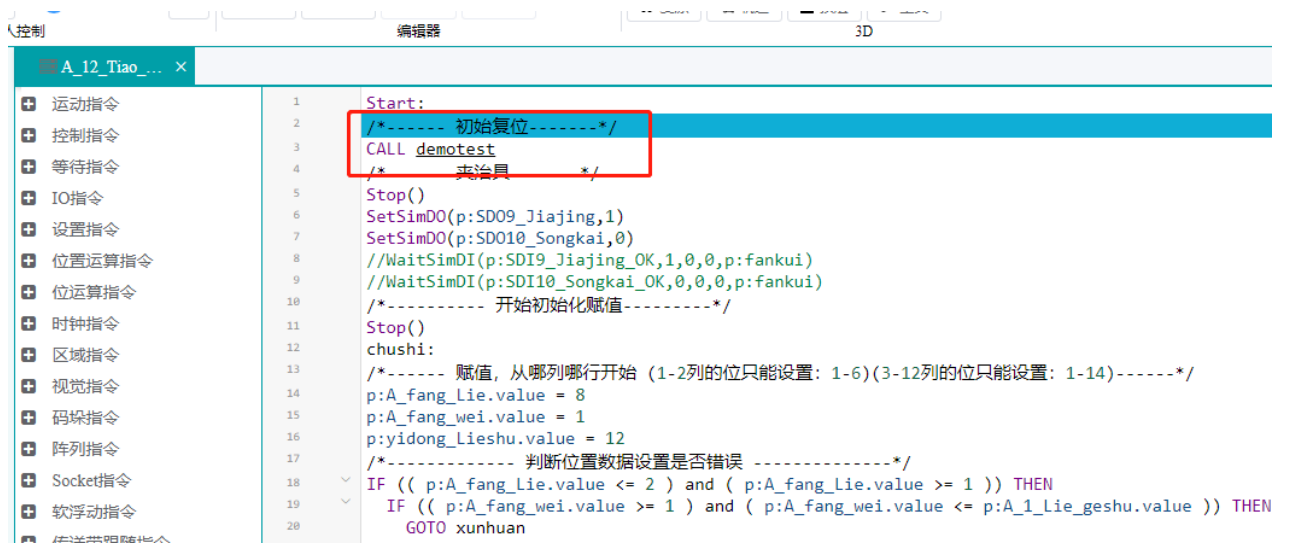 编辑器
3D
A_12_Tiao_... ×
运动指令
控制指令
等待指令
IO指令
设置指令
位置运算指令
位运算指令
时钟指令
区域指令
视觉指令
码垛指令
阵列指令
Socket指令
软浮动指令
传送带跟随指令
1 Start:
2 /*------ 初始复位-------*/
3 CALL demotest
4 /* 夹治具 */
5 Stop()
6 SetSimDO(p:SDO9_Jiajing,1)
7 SetSimDO(p:SDO10_Songkai,0)
8 //WaitSimDI(p:SDI9_Jiajing_OK,1,0,0,p:fankui)
9 //WaitSimDI(p:SDI10_Songkai_OK,0,0,0,p:fankui)
10 /*---------- 开始初始化赋值---------*/
11 Stop()
12 chushi:
13 /*------ 赋值，从哪列哪行开始 (1-2列的位只能设置：1-6)(3-12列的位只能设置：1-14)------*/
14 p:A_fang_Lie.value = 8
15 p:A_fang_wei.value = 1
16 p:yidong_Lieshu.value = 12
17 /*------------- 判断位置数据设置是否错误 --------------*/
18 IF (( p:A_fang_Lie.value <= 2 ) and ( p:A_fang_Lie.value >= 1 )) THEN
19 IF (( p:A_fang_wei.value >= 1 ) and ( p:A_fang_wei.value <= p:A_1_Lie_geshu.value )) THEN
20 GOTO xunhuan